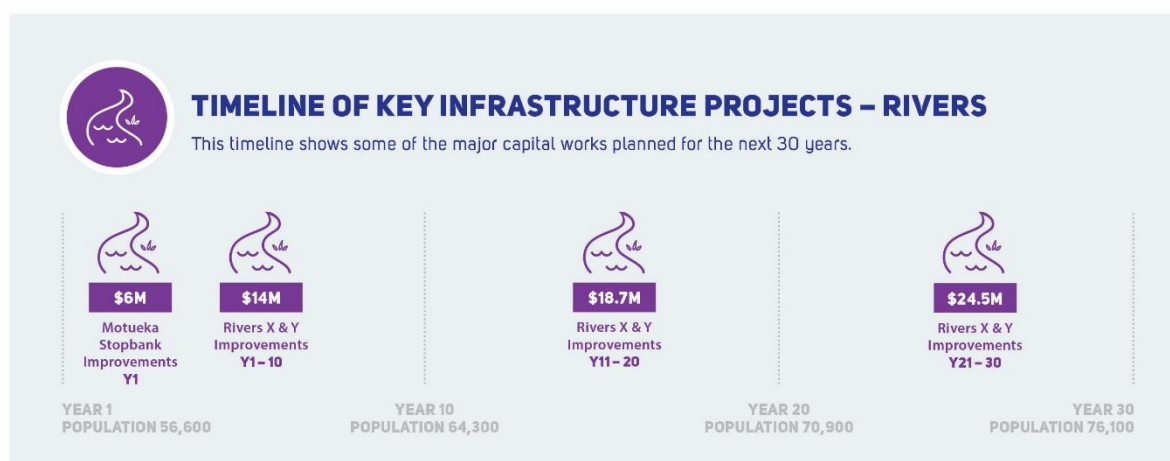 TIMELINE OF KEY INFRASTRUCTURE PROJECTS – RIVERS
This timeline shows some of the major capital works planned for the next 30 years.
$6M
Motueka
Stopbank
Improvements
Y1
$14M
Rivers X & Y
Improvements
Y1 – 10
$18.7M
Rivers X & Y
Improvements
Y11 – 20
$24.5M
Rivers X & Y
Improvements
Y21 – 30
YEAR 1
POPULATION 56,600
YEAR 10
POPULATION 64,300
YEAR 20
POPULATION 70,900
YEAR 30
POPULATION 76,100